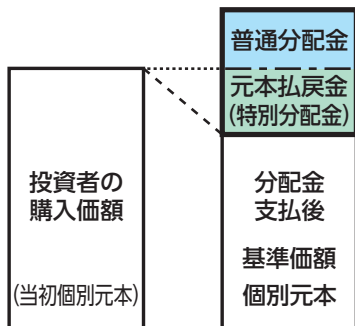 普通分配金
元本払戻金
(特別分配金)
投資者の
購入価額
(当初個別元本)
分配金
支払後
基準価額
個別元本